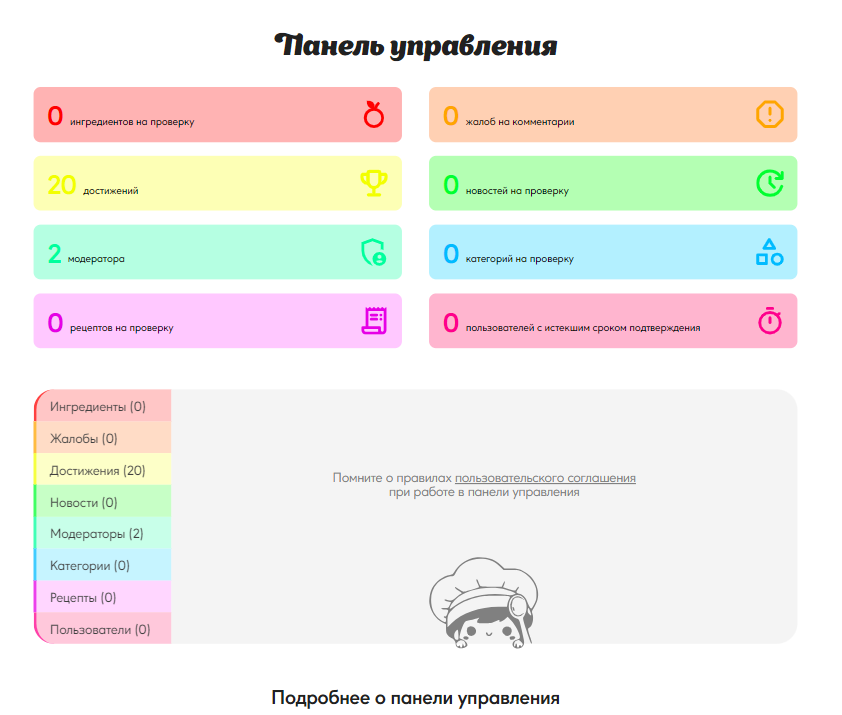 Панель управления
0 ингредиентов на проверку
0 жалоб на комментарии
20 достижений
0 новостей на проверку
2 модератора
0 категорий на проверку
0 рецептов на проверку
0 пользователей с истекшим сроком подтверждения
Ингредиенты (0)
Жалобы (0)
Достижения (20)
Новости (0)
Модераторы (2)
Категории (0)
Рецепты (0)
Пользователи (0)
Помните о правилах пользовательского соглашения
при работе в панели управления
Подробнее о панели управления